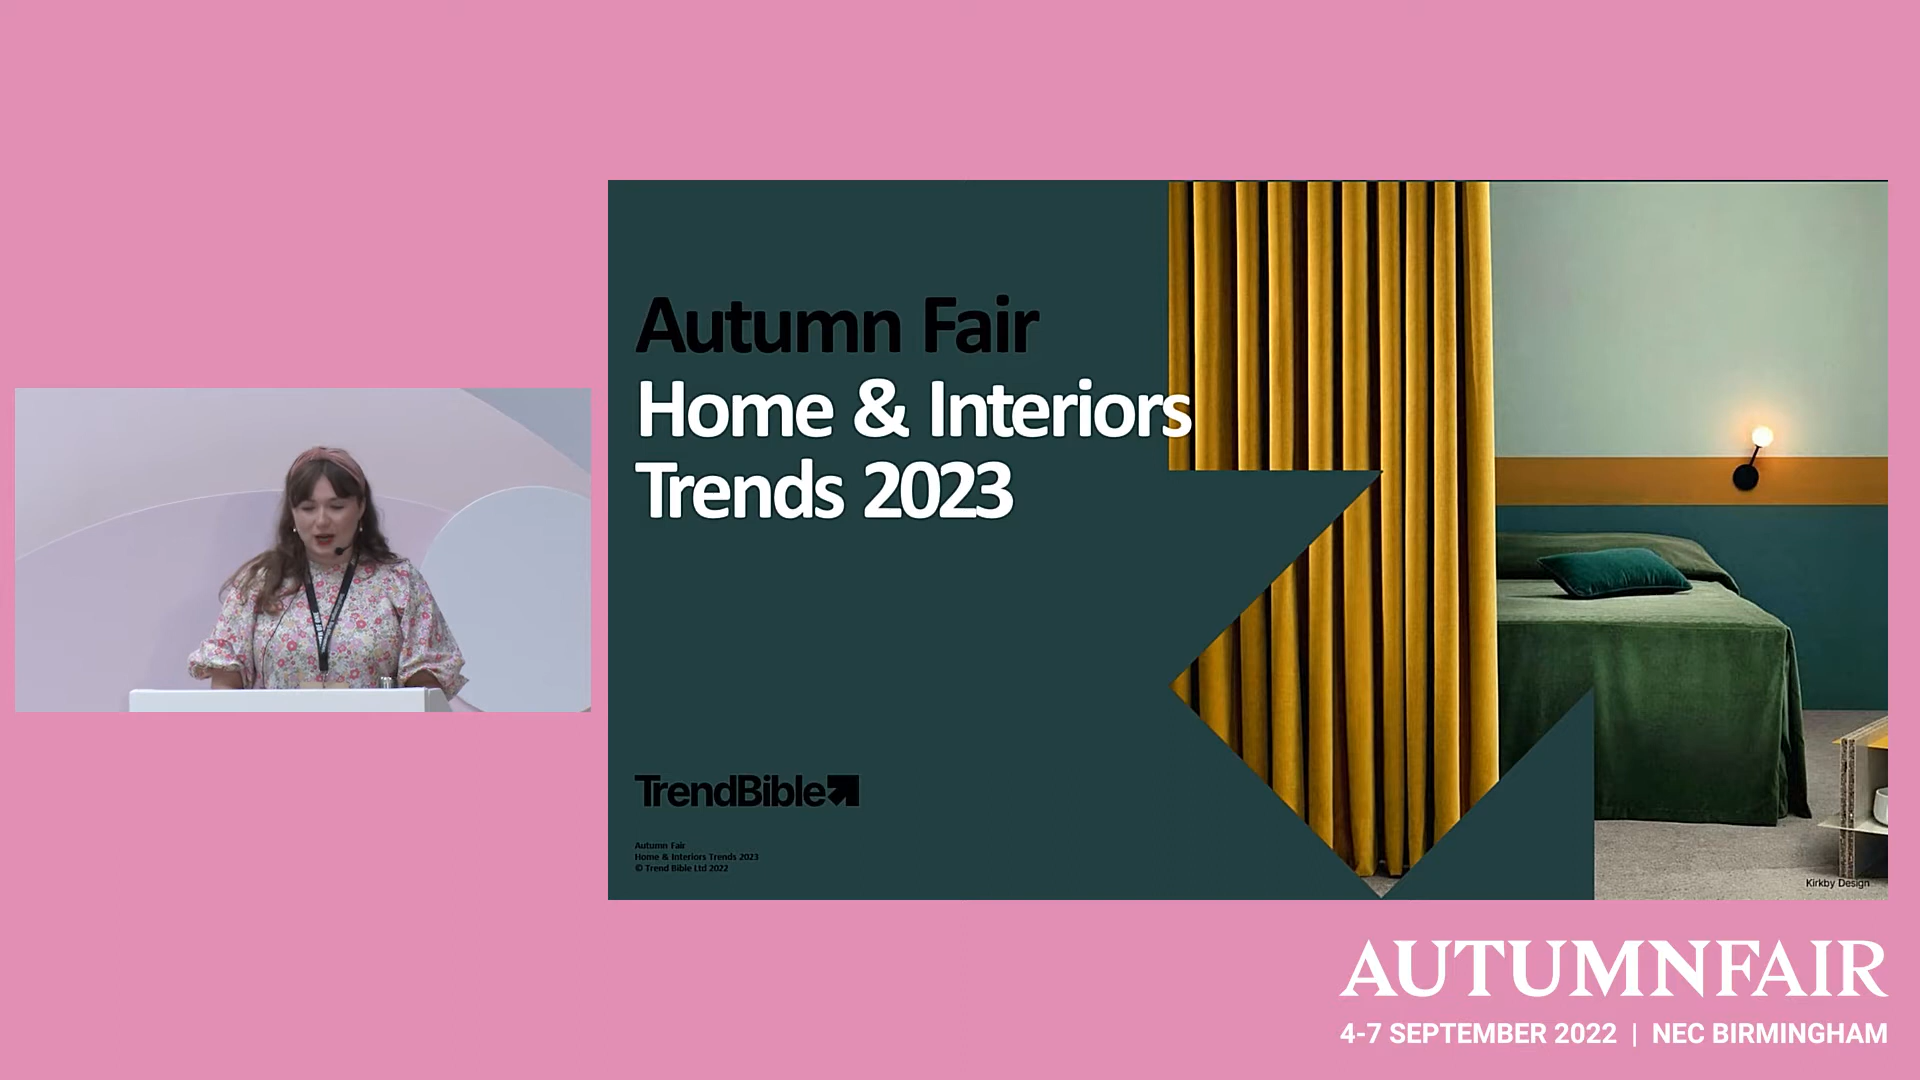 Autumn Fair
Home & Interiors
Trends 2023
TrendBible
Autumn Fair
Home & Interiors Trends 2023
© Trend Bible Ltd 2022
Kirkby Design
AUTUMNFAIR
4-7 SEPTEMBER 2022 | NEC BIRMINGHAM